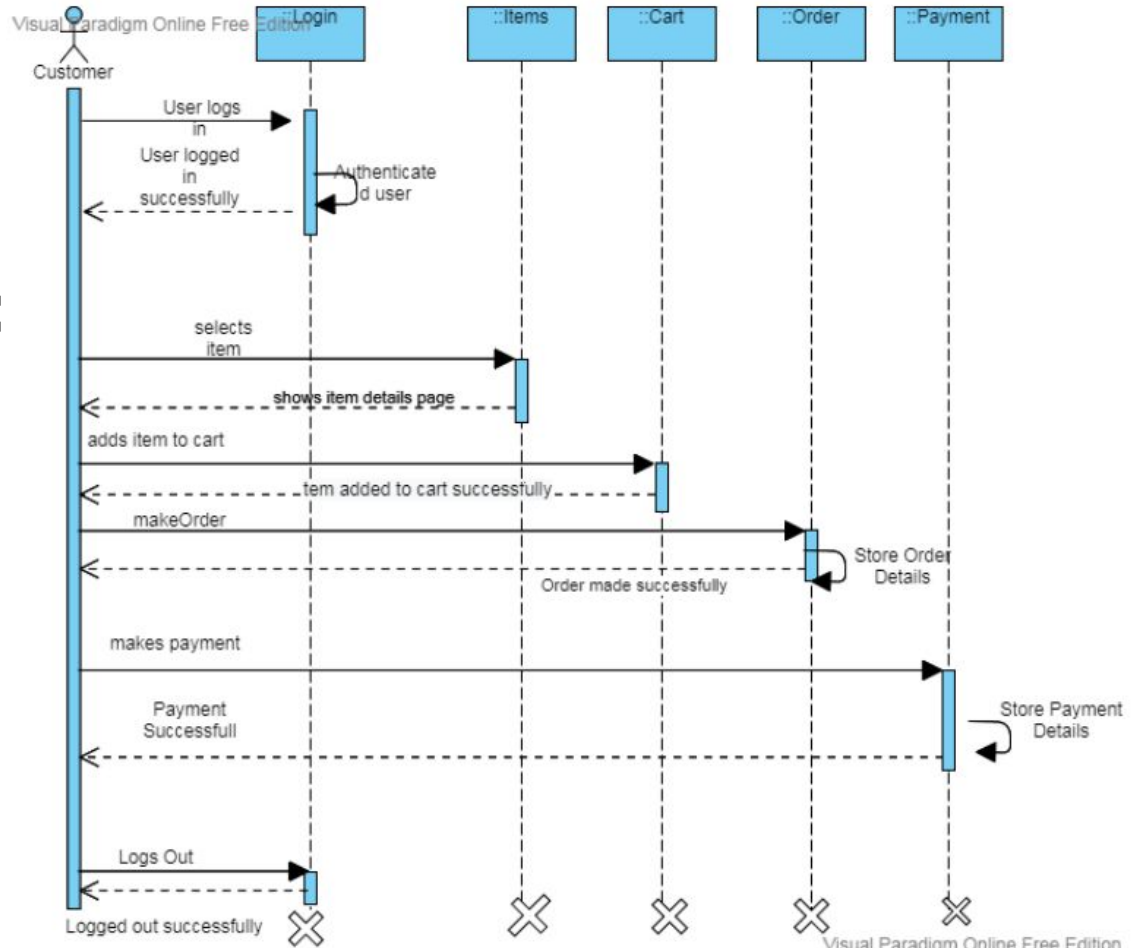 Visual Paradigm Online Free Edition
::Login
::Items
::Cart
::Order
::Payment
Customer
User logs
in
User logged
in
successfully
Authenticate
d user
selects
item
shows item details page
adds item to cart
tem added to cart successfully
makeOrder
Store Order
Details
Order made successfully
makes payment
Payment
Successfull
Store Payment
Details
Logs Out
Logged out successfully
Visual Paradigm Online Free Edition